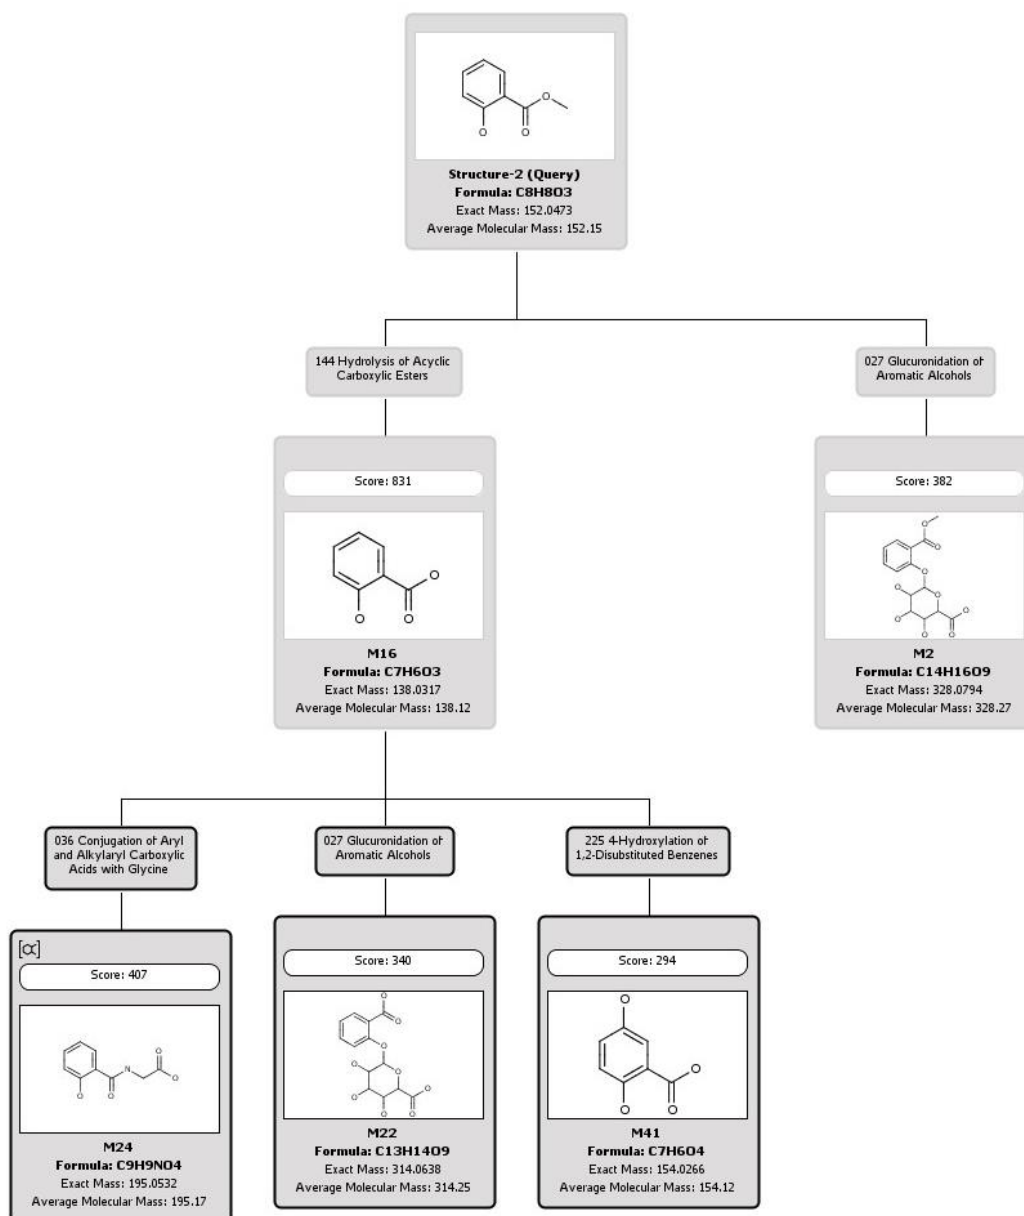 Structure-2 (Query)
Formula: C8H8O3
Exact Mass: 152.0473
Average Molecular Mass: 152.15
144 Hydrolysis of Acyclic
Carboxylic Esters
027 Glucuronidation of
Aromatic Alcohols
Score: 831
M16
Formula: C7H6O3
Exact Mass: 138.0317
Average Molecular Mass: 138.12
Score: 382
M2
Formula: C14H16O9
Exact Mass: 328.0794
Average Molecular Mass: 328.27
036 Conjugation of Aryl
and Alkylaryl Carboxylic
Acids with Glycine
027 Glucuronidation of
Aromatic Alcohols
225 4-Hydroxylation of
1,2-Disubstituted Benzenes
[α]
Score: 407
M24
Formula: C9H9NO4
Exact Mass: 195.0532
Average Molecular Mass: 195.17
Score: 340
M22
Formula: C13H14O9
Exact Mass: 314.0638
Average Molecular Mass: 314.25
Score: 294
M41
Formula: C7H6O4
Exact Mass: 154.0266
Average Molecular Mass: 154.12